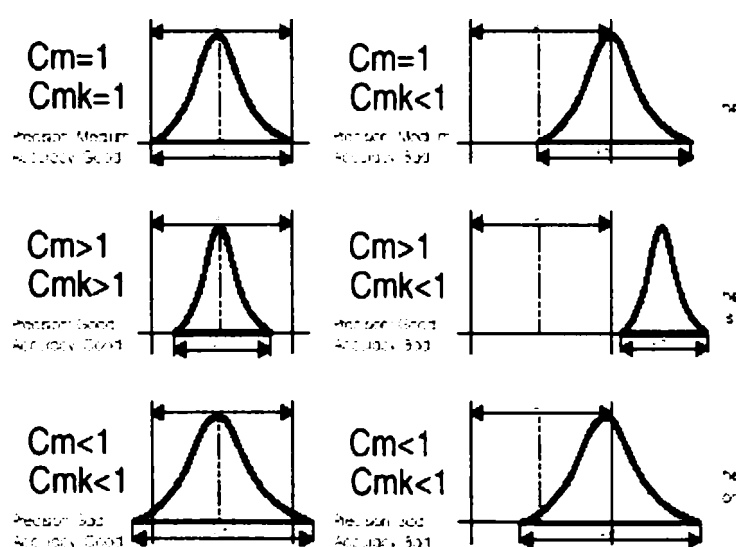 Cm=1
Cmk=1
Precision Medium
Accuracy Good
Cm=1
Cmk<1
Precision Medium
Accuracy Bad
Cm>1
Cmk>1
Precision Good
Accuracy Good
Cm>1
Cmk<1
Precision Good
Accuracy Bad
Cm<1
Cmk<1
Precision Bad
Accuracy Good
Cm<1
Cmk<1
Precision Bad
Accuracy Bad